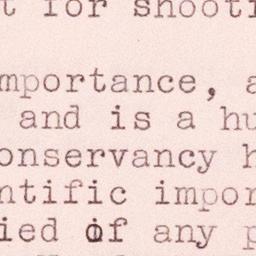 t for shooti
mportance, a
and is a hu
onservancy h
ntific impor
ied of any p